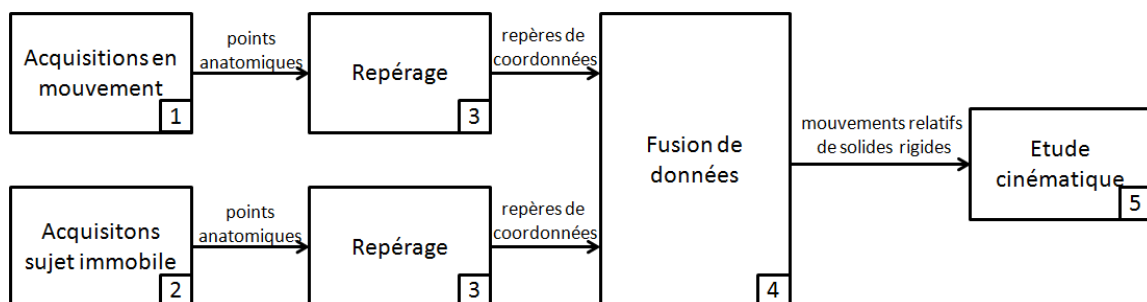 Acquisitions en
mouvement
1
points
anatomiques
Repérage
3
repères de
coordonnées
Fusion de
données
4
mouvements relatifs
de solides rigides
Etude
cinématique
5
Acquisitons
sujet immobile
2
points
anatomiques
Repérage
3
repères de
coordonnées